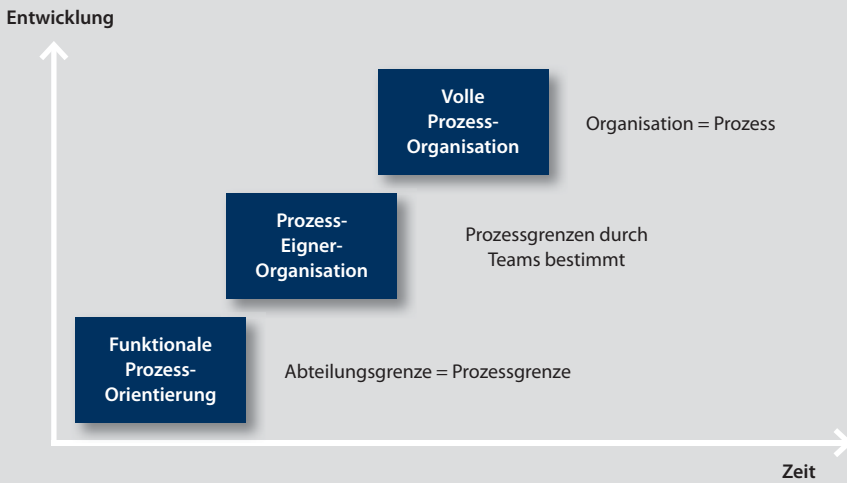 Entwicklung
Volle
Prozess-
Organisation
Organisation = Prozess
Prozess-
Eigner-
Organisation
Prozessgrenzen durch
Teams bestimmt
Funktionale
Prozess-
Orientierung
Abteilungsgrenze = Prozessgrenze
Zeit